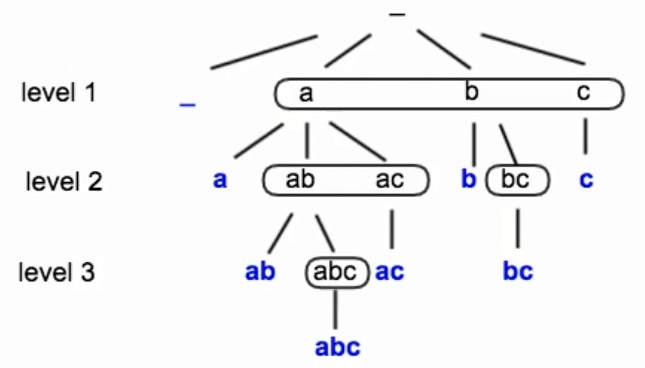 _
level 1 _ a b c
level 2 a ab ac b bc c
level 3 ab abc ac bc
abc